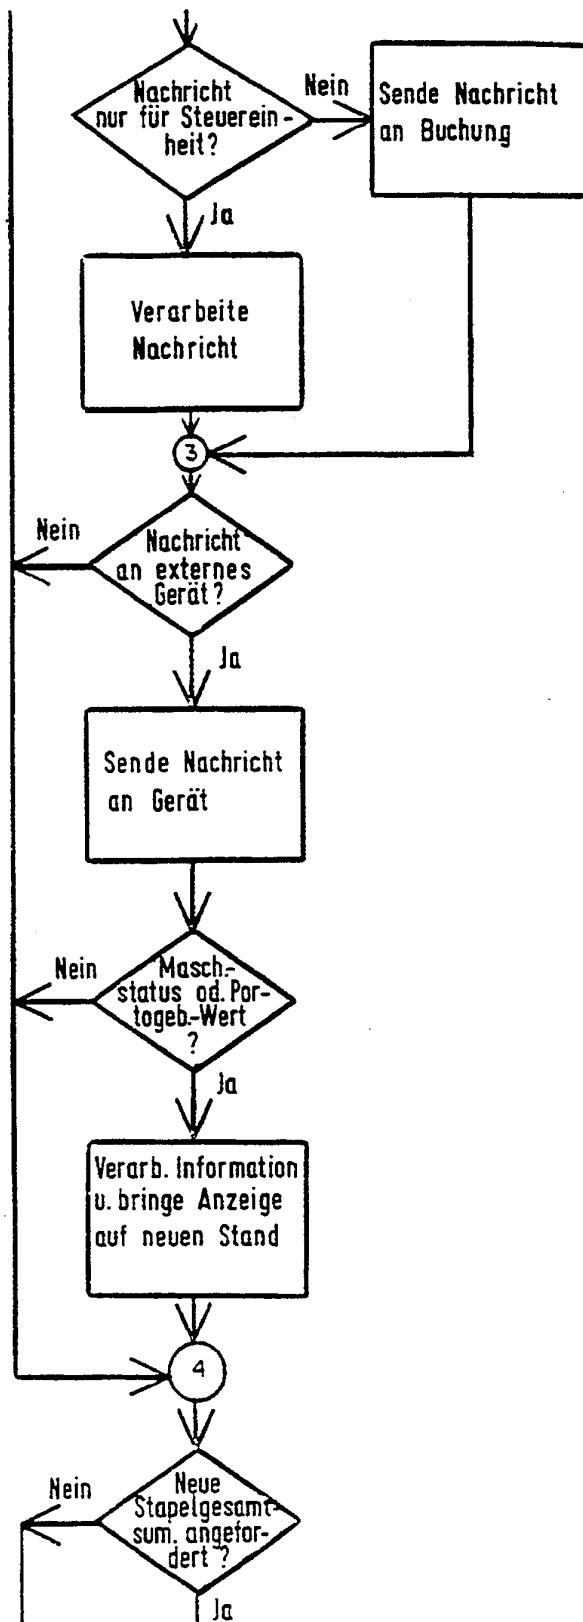 Nachricht
nur für Steuerein-
heit?
Nein
Sende Nachricht
an Buchung
Ja
Verarbeite
Nachricht
3
Nein
Nachricht
an externes
Gerät?
Ja
Sende Nachricht
an Gerät
Nein
Masch.-
status od. Por-
togeb.-Wert
?
Ja
Verarb. Information
u. bringe Anzeige
auf neuen Stand
4
Nein
Neue
Stapelgesamt-
sum. angefor-
dert?
Ja